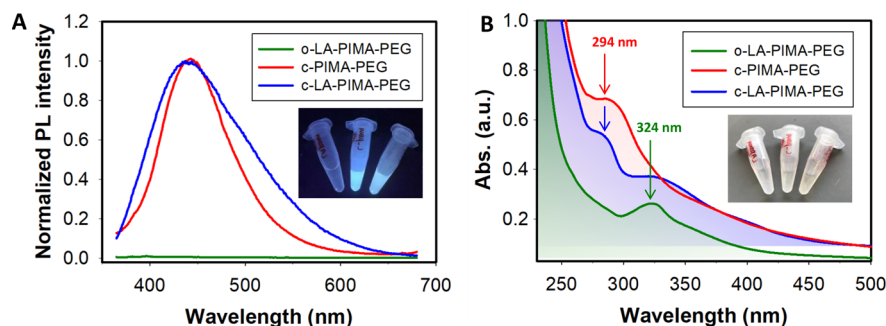 A
Normalized PL intensity
1.2
1.0
0.8
0.6
0.4
0.2
0.0
o-LA-PIMA-PEG
c-PIMA-PEG
c-LA-PIMA-PEG
400
500
600
700
Wavelength (nm)
B
Abs. (a.u.)
1.0
0.8
0.6
0.4
0.2
294 nm
324 nm
o-LA-PIMA-PEG
c-PIMA-PEG
c-LA-PIMA-PEG
250
300
350
400
450
500
Wavelength (nm)